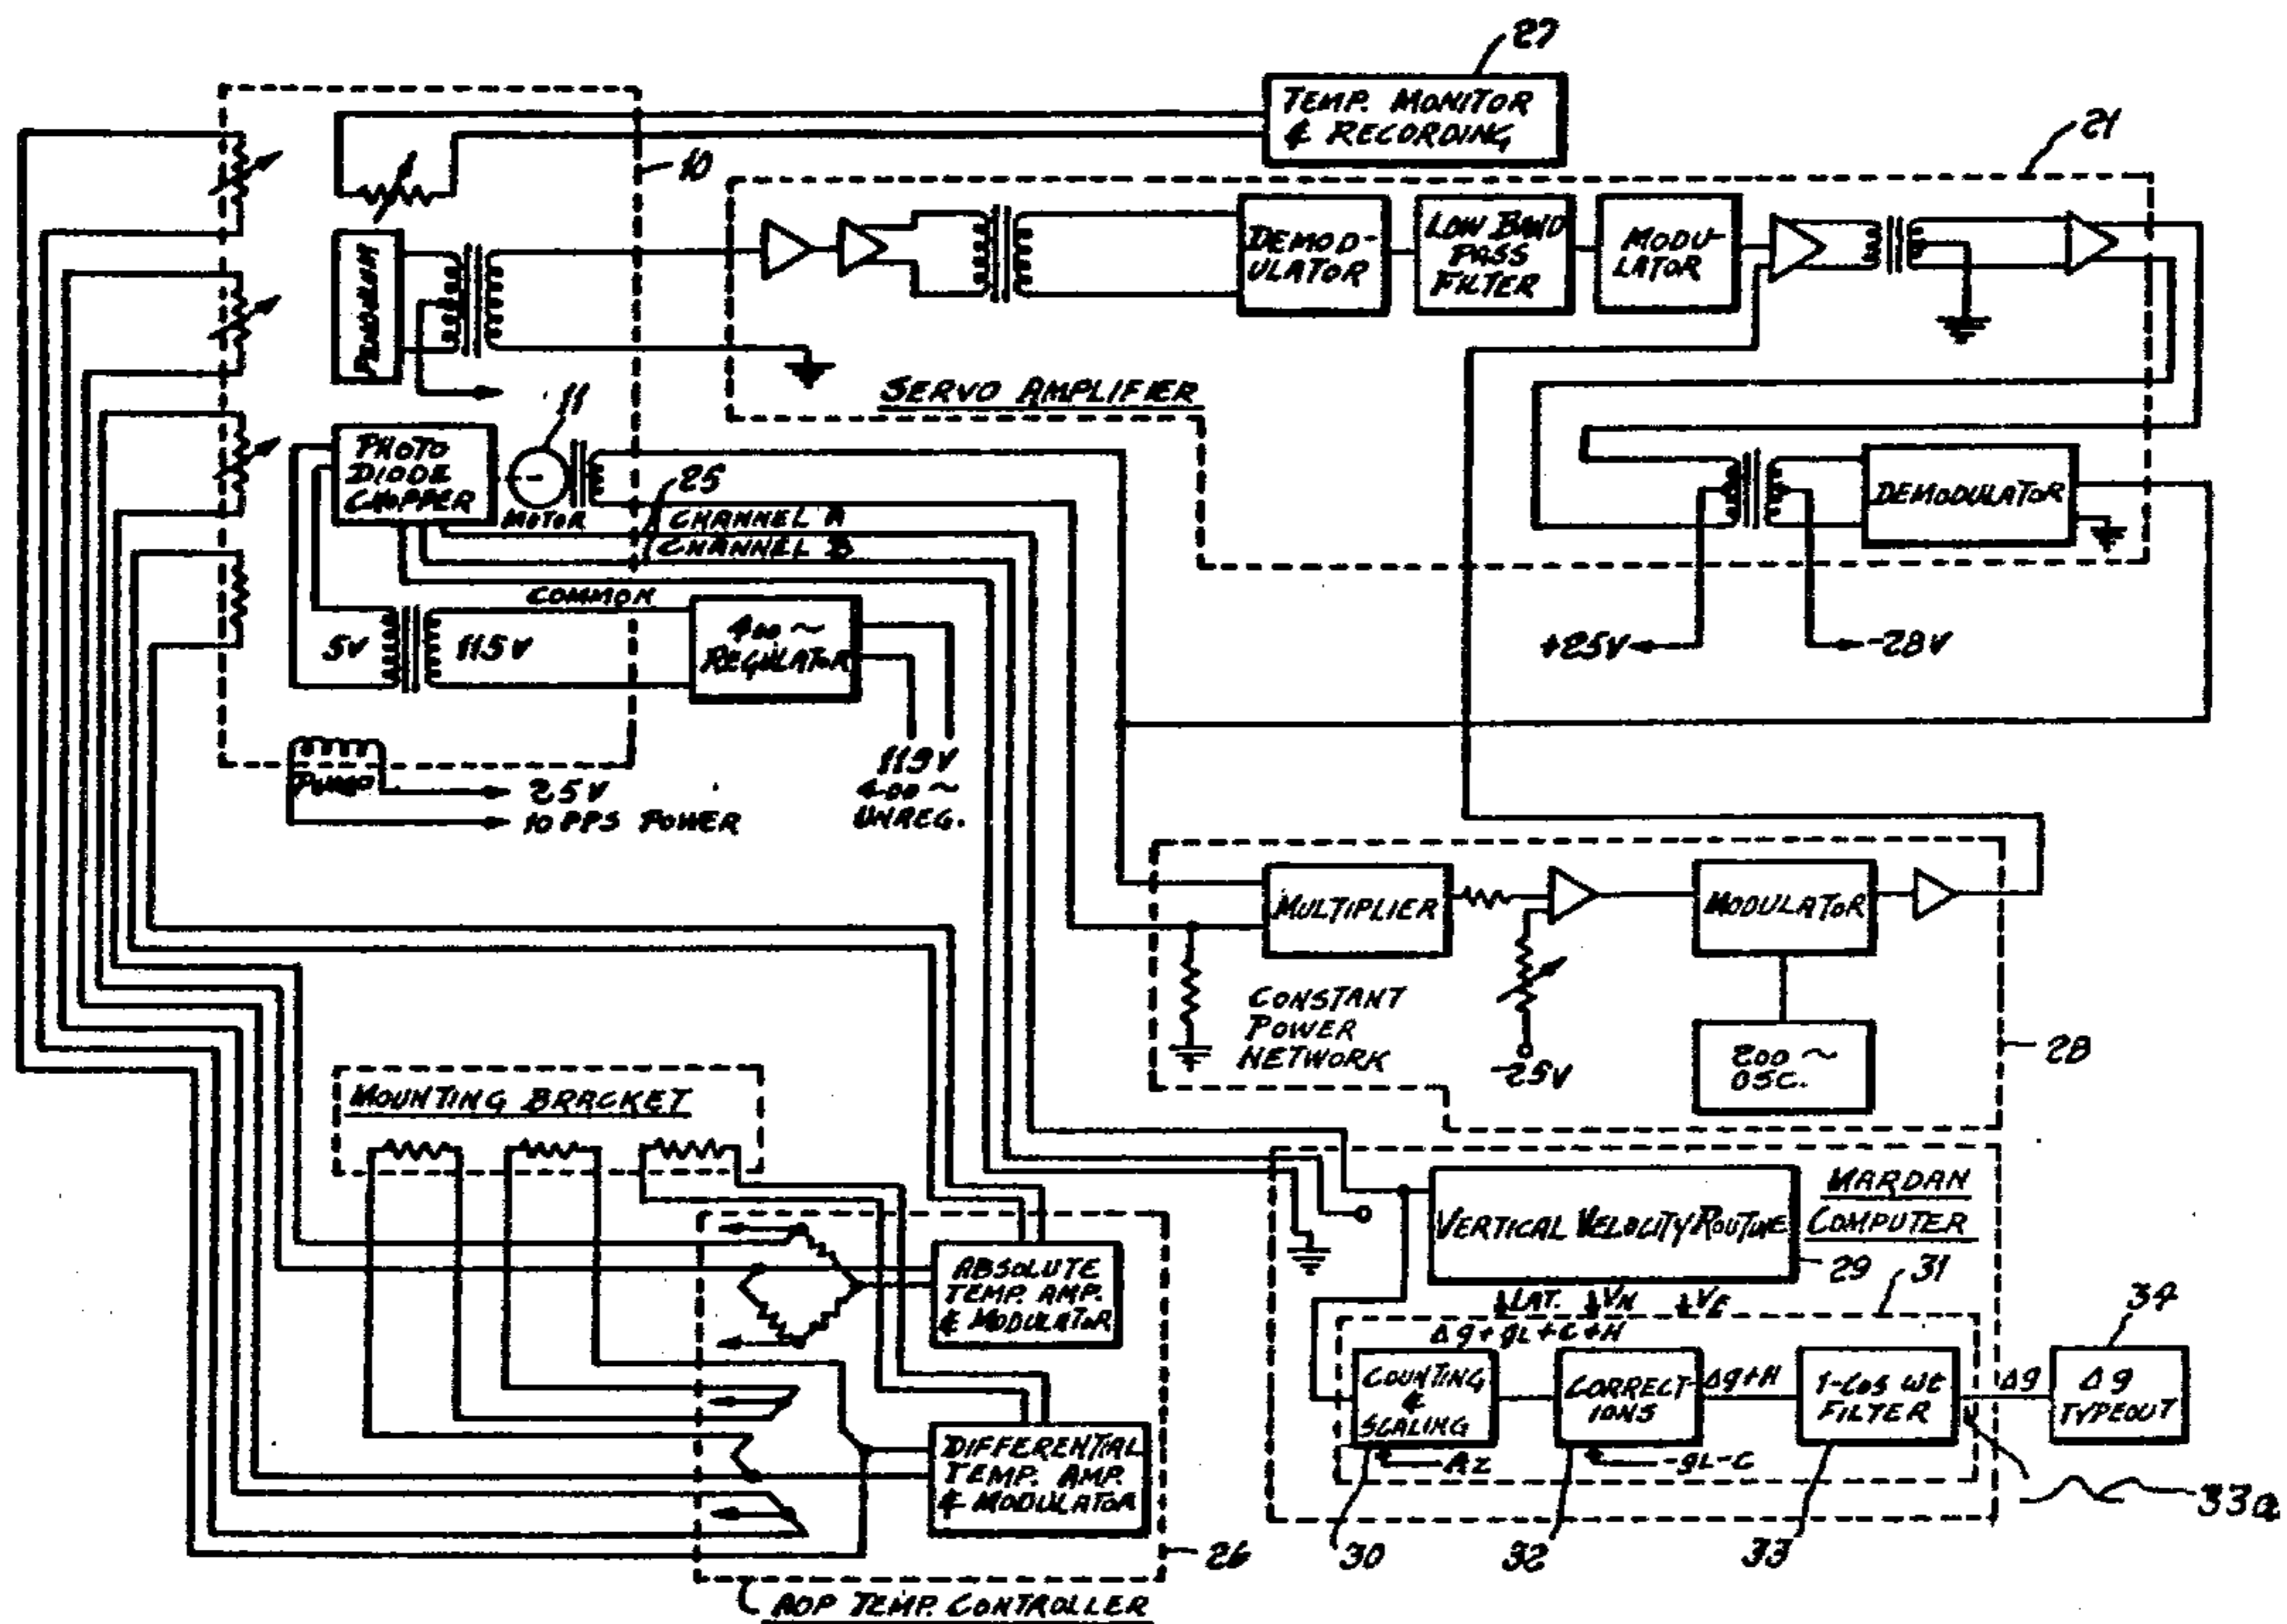 27
TEMP. MONITOR
& RECORDING
21
10
PENDULUM
DEMOD-
ULATOR
LOW BAND
PASS
FILTER
MODU-
LATOR
SERVO AMPLIFIER
11
PHOTO
DIODE
CHOPPER
MOTOR
25
CHANNEL A
CHANNEL B
COMMON
DEMODULATOR
5V
115V
400 ~
REGULATOR
+25V
-28V
115V
400 ~
UNREG.
PUMP
25V
10 PPS POWER
MULTIPLIER
MODULATOR
CONSTANT
POWER
NETWORK
-25V
200 ~
OSC.
28
MOUNTING BRACKET
VERTICAL VELOCITY ROUTINE
MARDAN
COMPUTER
29
31
34
LAT.
VN
VE
Δg+gL+C+H
ABSOLUTE
TEMP. AMP.
& MODULATOR
COUNTING
&
SCALING
CORRECT-
IONS
Δg+H
1-COS ωt
FILTER
Δg
Δg
TYPEOUT
AZ
-gL-C
DIFFERENTIAL
TEMP. AMP.
& MODULATOR
33a
26
30
32
33
AOP TEMP. CONTROLLER